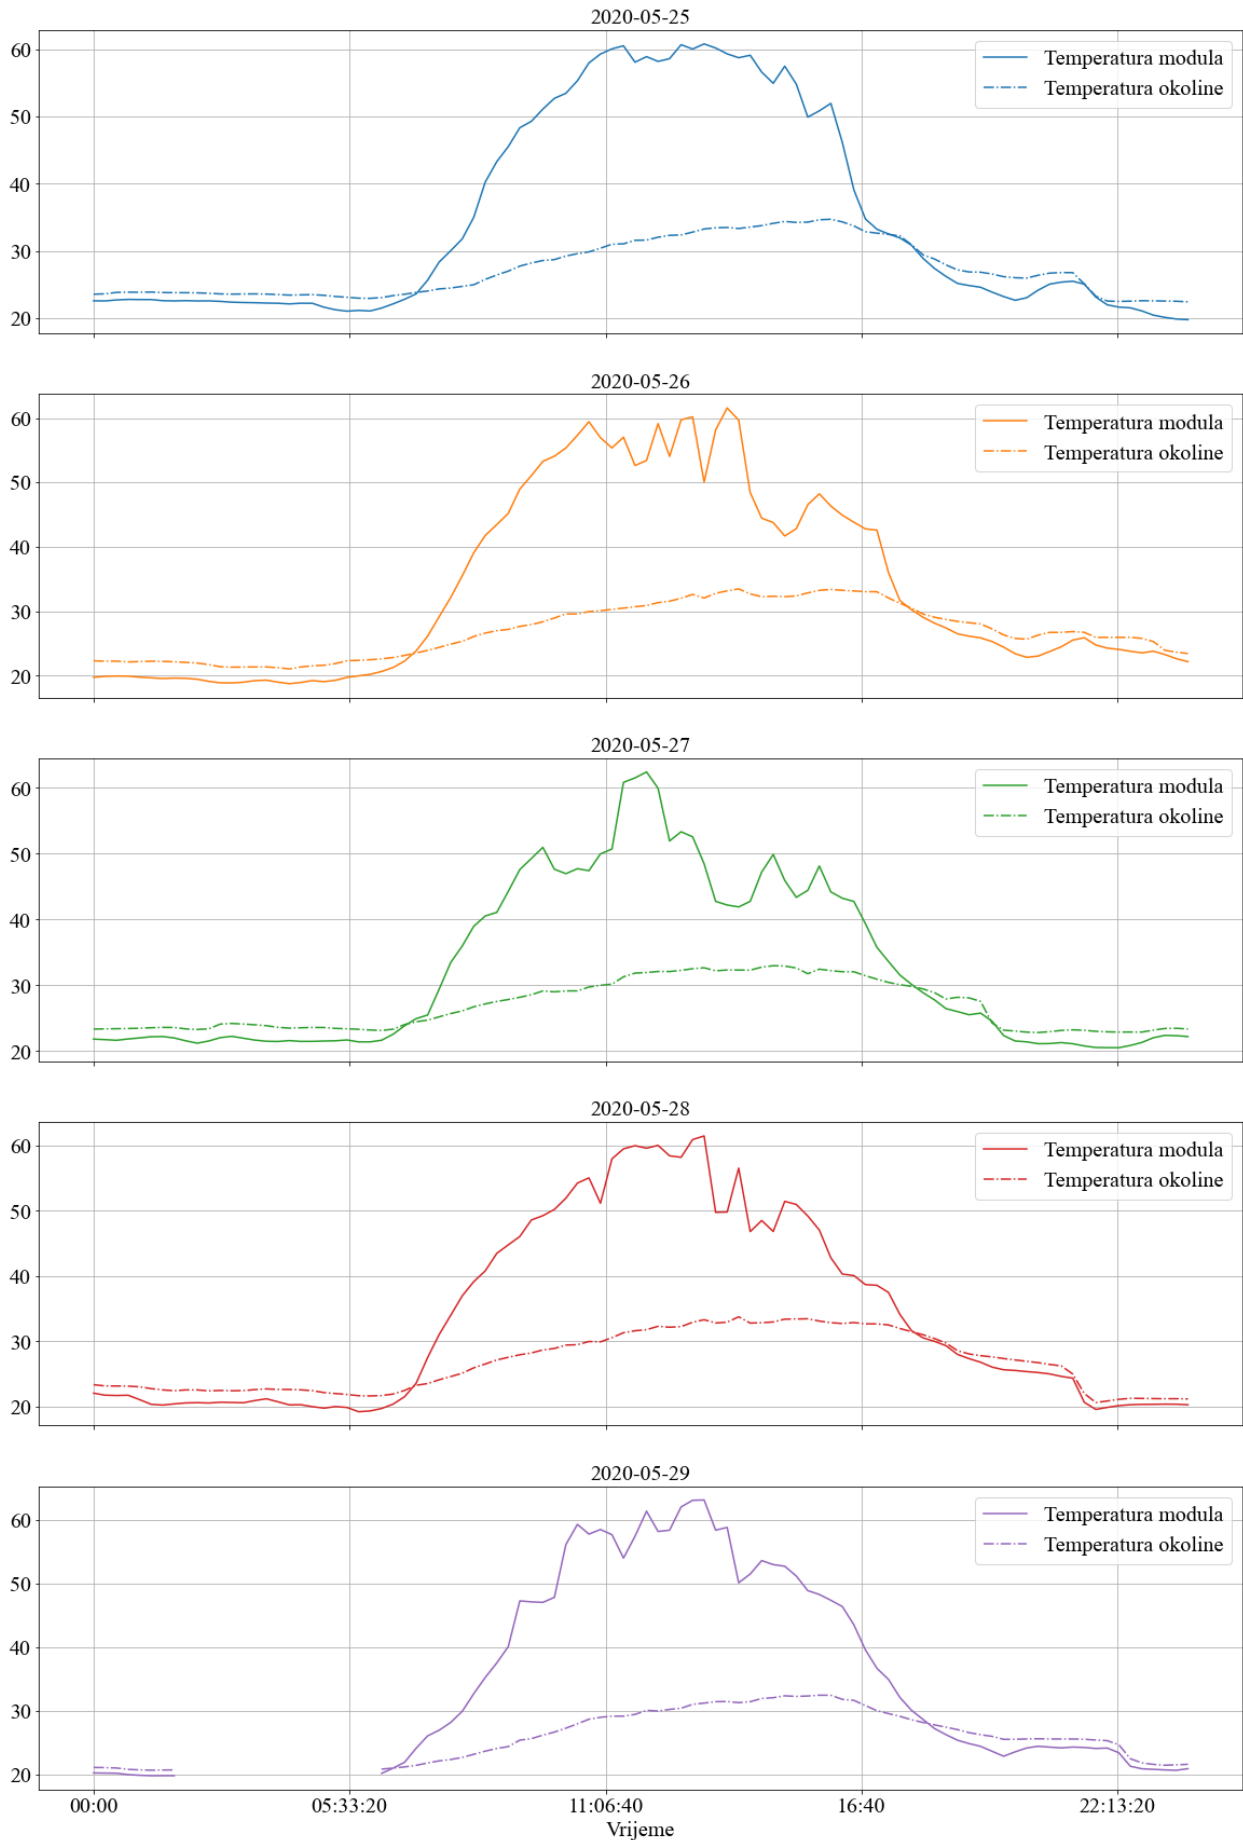 2020-05-25
60
50
40
30
20
Temperatura modula
Temperatura okoline
2020-05-26
60
50
40
30
20
Temperatura modula
Temperatura okoline
2020-05-27
60
50
40
30
20
Temperatura modula
Temperatura okoline
2020-05-28
60
50
40
30
20
Temperatura modula
Temperatura okoline
2020-05-29
60
50
40
30
20
Temperatura modula
Temperatura okoline
00:00 05:33:20 11:06:40 16:40 22:13:20
Vrijeme